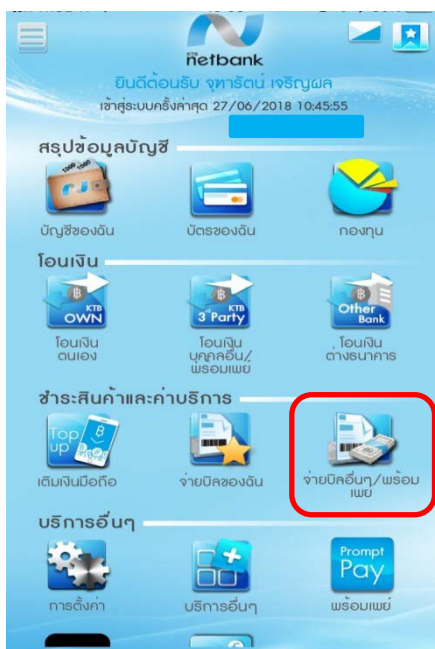 KTB
netbank
ยินดีต้อนรับ จุฑารัตน์ เจริญผล
เข้าสู่ระบบครั้งล่าสุด 27/06/2018 10:45:55
สรุปข้อมูลบัญชี
บัญชีของฉัน
บัตรของฉัน
กองทุน
โอนเงิน
KTB
OWN
KTB
3rd Party
Other
Bank
โอนเงิน
ตนเอง
โอนเงิน
บุคคลอื่น/
พร้อมเพย์
โอนเงิน
ต่างธนาคาร
ชำระสินค้าและค่าบริการ
Top
up
เติมเงินมือถือ
จ่ายบิลของฉัน
จ่ายบิลอื่นๆ/พร้อม
เพย์
บริการอื่นๆ
Prompt
Pay
การตั้งค่า
บริการอื่นๆ
พร้อมเพย์